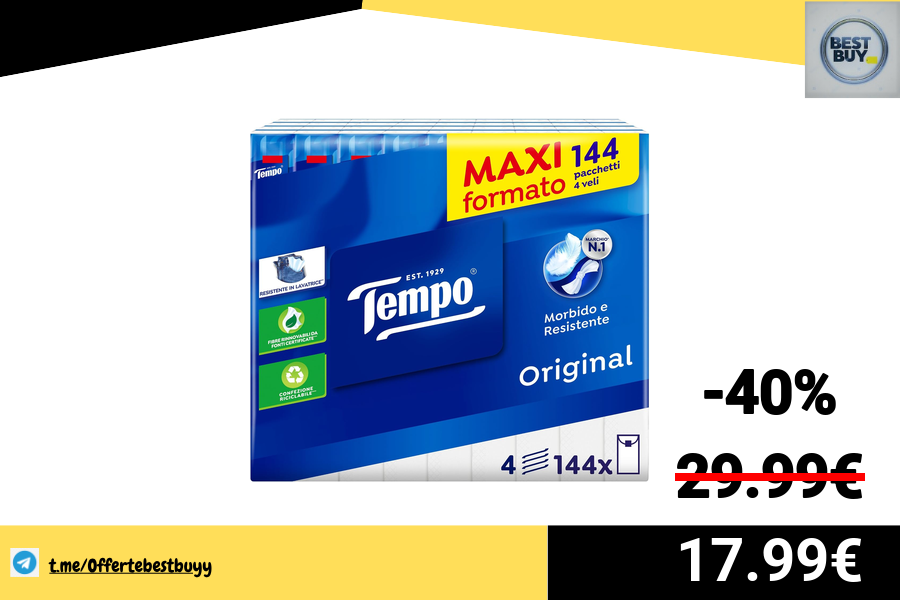 BEST
BUY
MAXI
formato
144
pacchetti
4 veli
Tempo
MARCHIO
N.1
RESISTENTE IN LAVATRICE
EST. 1929
Tempo®
Morbido e
Resistente
FIBRE RINNOVABILI DA
FONTI CERTIFICATE
Original
CONFEZIONE
RICICLABILE
4 144x
-40%
29.99€
17.99€
t.me/Offertebestbuyy